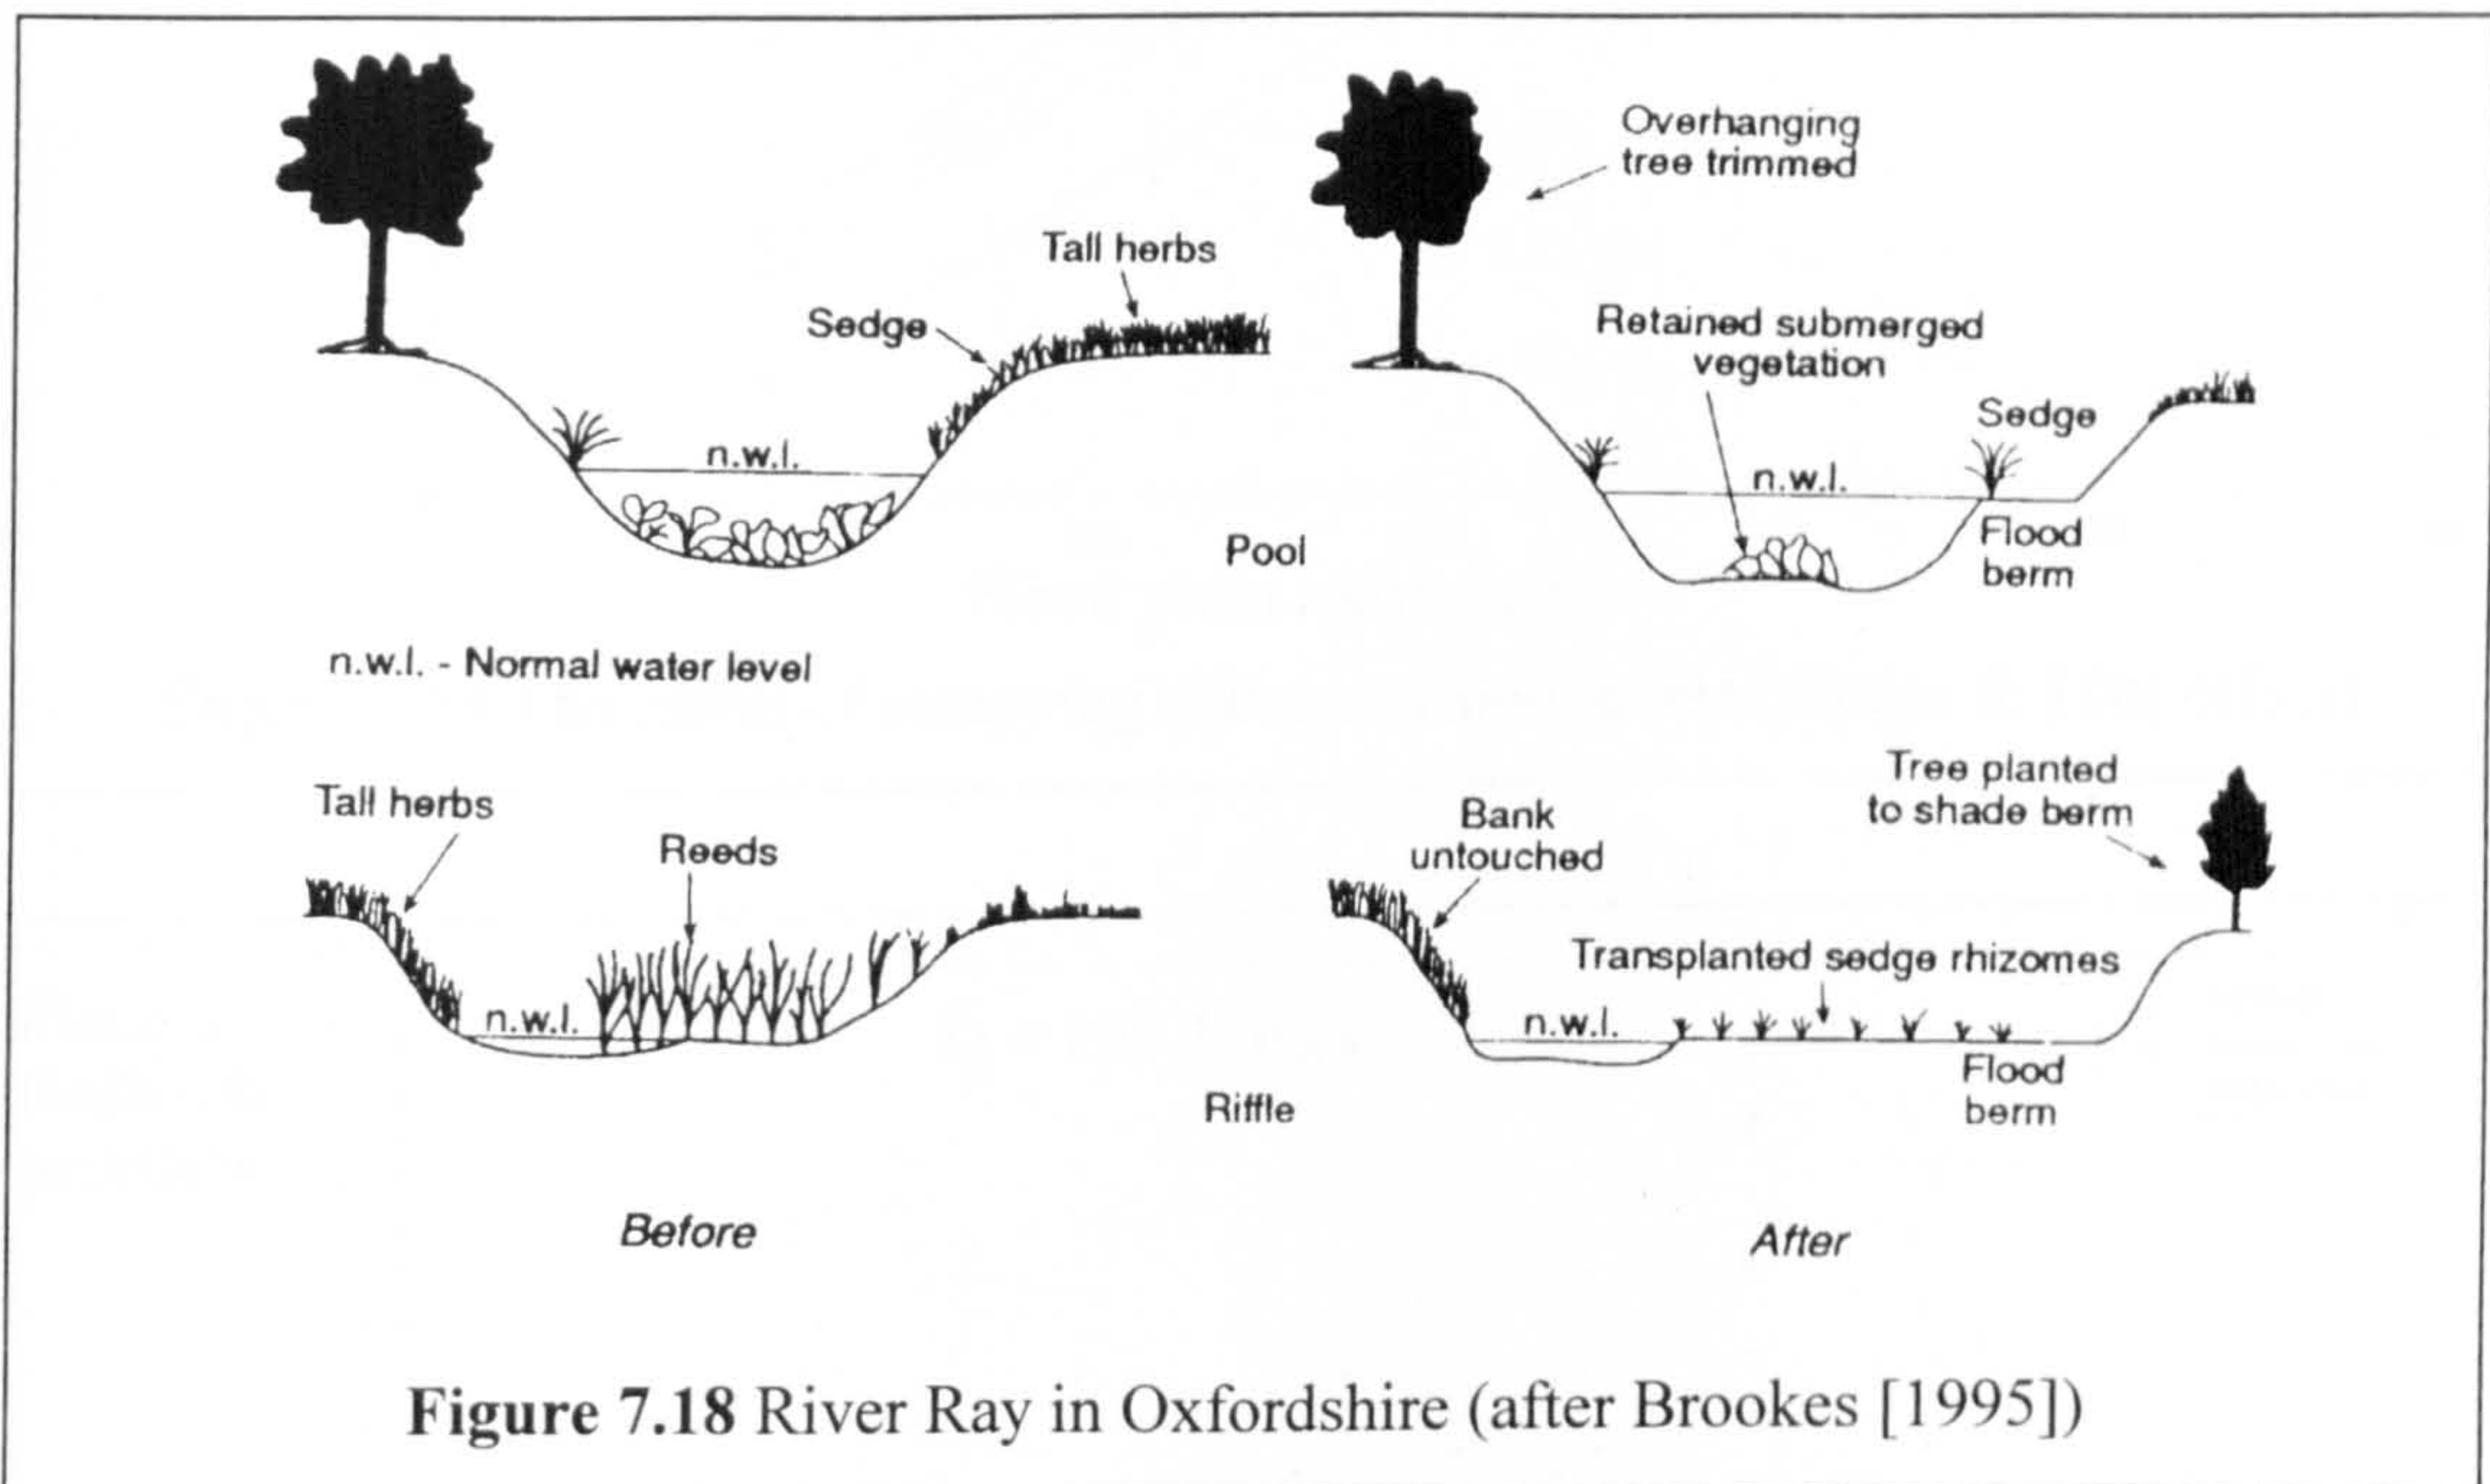 Overhanging
tree trimmed
Tall herbs
Sedge
Retained submerged
vegetation
Sedge
n.w.l.
n.w.l.
Pool
Flood
berm
n.w.l. - Normal water level
Tall herbs
Reeds
Bank
untouched
Tree planted
to shade berm
Transplanted sedge rhizomes
n.w.l.
n.w.l.
Riffle
Flood
berm
Before
After
Figure 7.18 River Ray in Oxfordshire (after Brookes [1995])